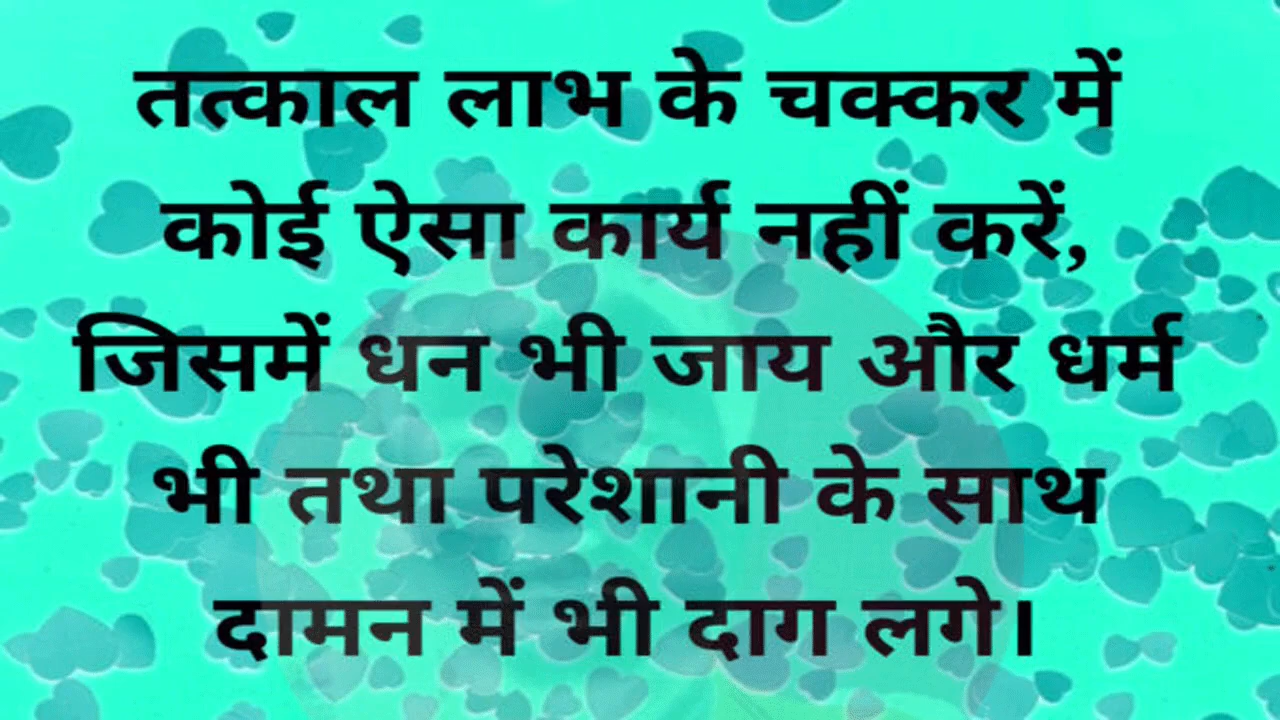 तत्काल लाभ के चक्कर में
कोई ऐसा कार्य नहीं करें,
जिसमें धन भी जाय और धर्म
भी तथा परेशानी के साथ
दामन में भी दाग लगे।